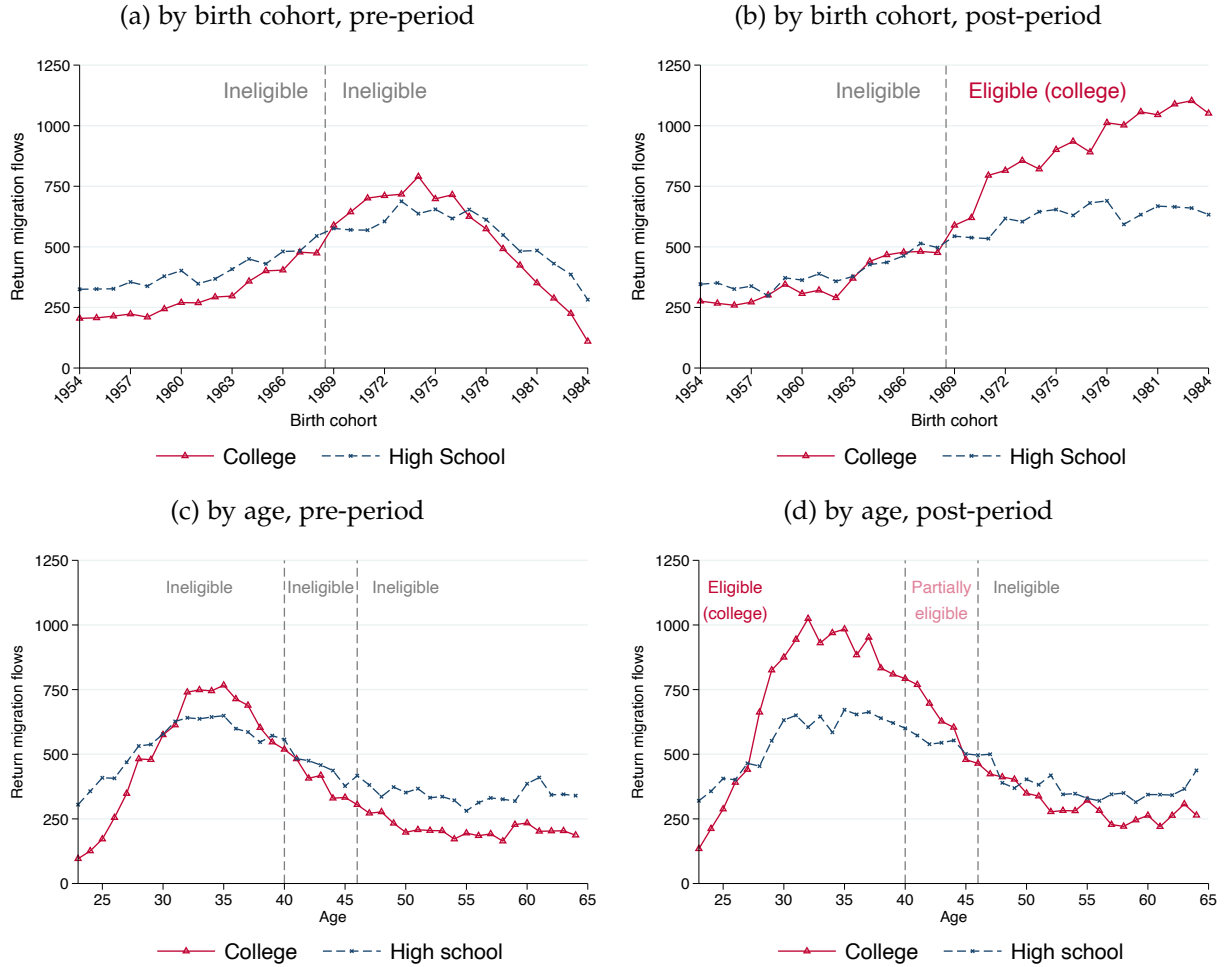 (a) by birth cohort, pre-period
(b) by birth cohort, post-period
1250
1000
750
500
250
0
Return migration flows
Ineligible
Ineligible
1954
1957
1960
1963
1966
1969
1972
1975
1978
1981
1984
Birth cohort
College
High School
1250
1000
750
500
250
0
Return migration flows
Ineligible
Eligible (college)
1954
1957
1960
1963
1966
1969
1972
1975
1978
1981
1984
Birth cohort
College
High School
(c) by age, pre-period
(d) by age, post-period
1250
1000
750
500
250
0
Return migration flows
Ineligible
Ineligible
Ineligible
25
30
35
40
45
50
55
60
65
Age
College
High school
1250
1000
750
500
250
0
Return migration flows
Eligible
(college)
Partially
eligible
Ineligible
25
30
35
40
45
50
55
60
65
Age
College
High school